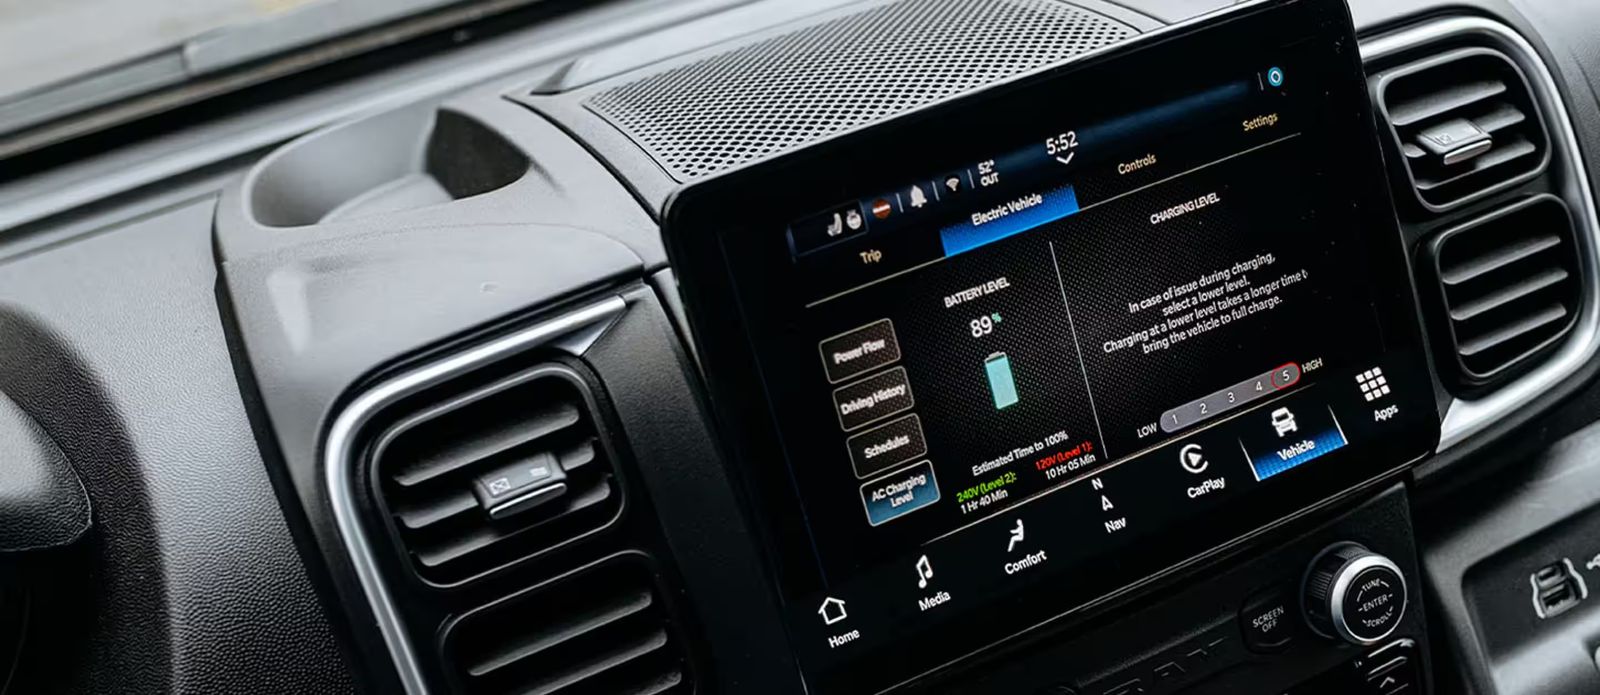 5:52
52°
OUT
Trip
Electric Vehicle
Controls
Settings
BATTERY LEVEL
89%
Power Flow
Driving History
Schedules
AC Charging
Level
Estimated Time to 100%
240V (Level 2):
1 Hr 40 Min
120V (Level 1):
10 Hr 05 Min
CHARGING LEVEL
In case of issue during charging,
select a lower level.
Charging at a lower level takes a longer time t
bring the vehicle to full charge.
LOW 1 2 3 4 5 HIGH
Home
Media
Comfort
N
Nav
CarPlay
Vehicle
Apps
SCREEN
OFF
TUNE
ENTER
SCROLL